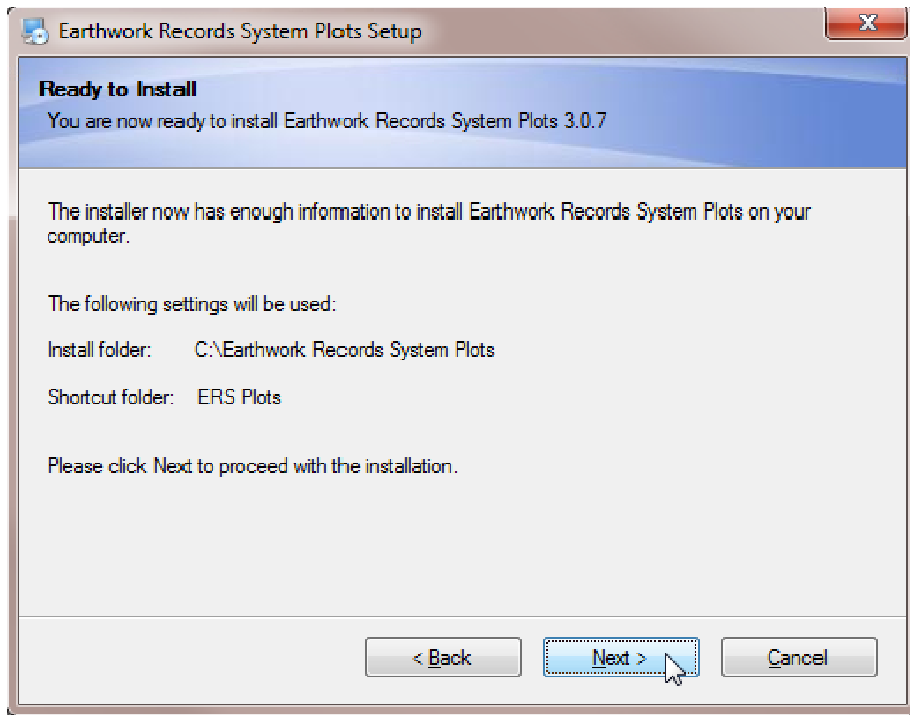 Earthwork Records System Plots Setup
X
Ready to Install
You are now ready to install Earthwork Records System Plots 3.0.7
The installer now has enough information to install Earthwork Records System Plots on your
computer.
The following settings will be used:
Install folder: C:\Earthwork Records System Plots
Shortcut folder: ERS Plots
Please click Next to proceed with the installation.
< Back Next > Cancel